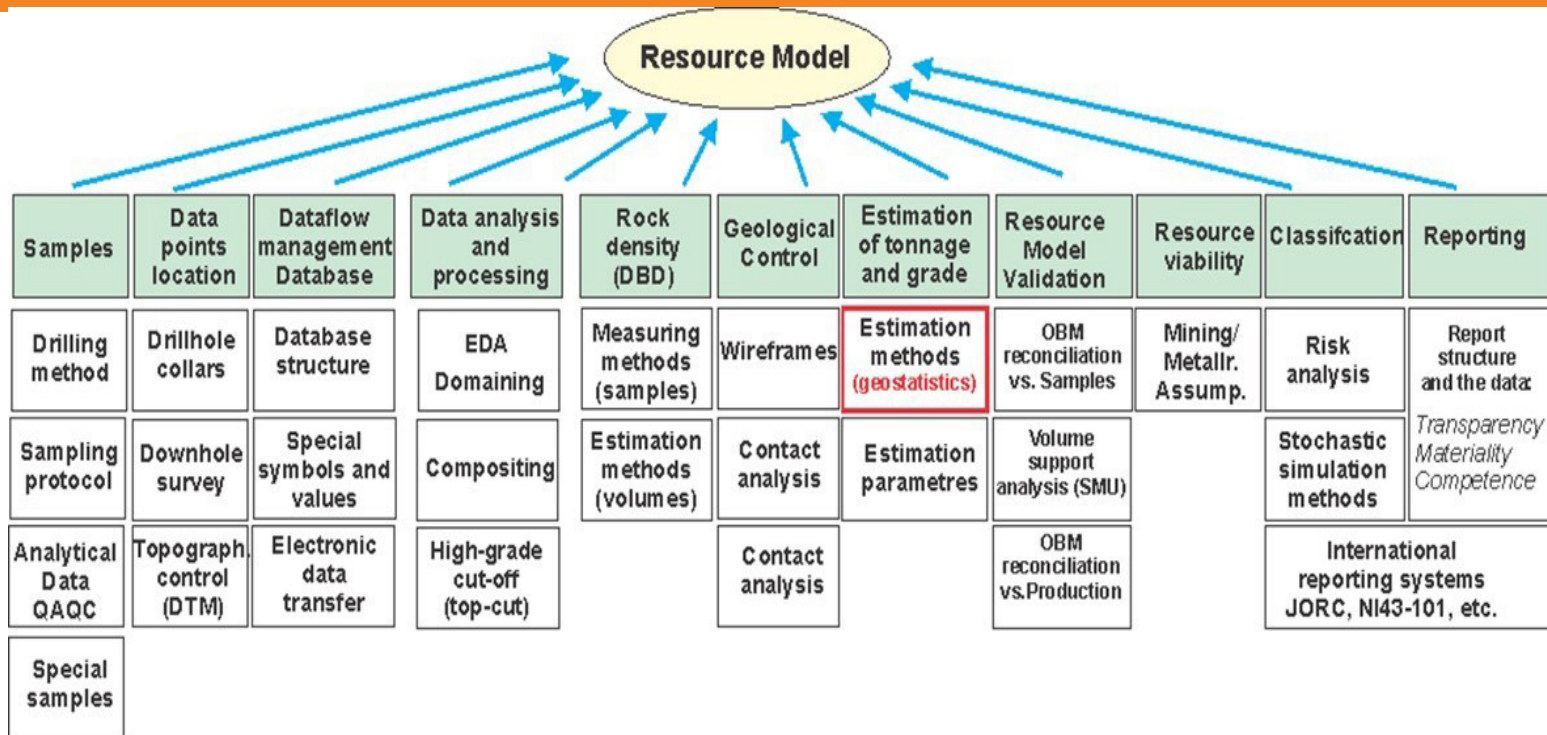 Resource Model
Samples
Drilling
method
Sampling
protocol
Analytical
Data
QAQC
Special
samples
Data
points
location
Drillhole
collars
Downhole
survey
Topograph.
control
(DTM)
Dataflow
management
Database
Database
structure
Special
symbols and
values
Electronic
data
transfer
Data analysis
and
processing
EDA
Domaining
Compositing
High-grade
cut-off
(top-cut)
Rock
density
(DBD)
Measuring
methods
(samples)
Estimation
methods
(volumes)
Geological
Control
Wireframes
Contact
analysis
Contact
analysis
Estimation
of tonnage
and grade
Estimation
methods
(geostatistics)
Estimation
parametres
Resource
Model
Validation
OBM
reconciliation
vs. Samples
Volume
support
analysis (SMU)
OBM
reconciliation
vs.Production
Resource
viability
Mining/
Metallr.
Assump.
Classifcation
Risk
analysis
Stochastic
simulation
methods
Reporting
Report
structure
and the data:
Transparency
Materiality
Competence
International
reporting systems
JORC, NI43-101, etc.